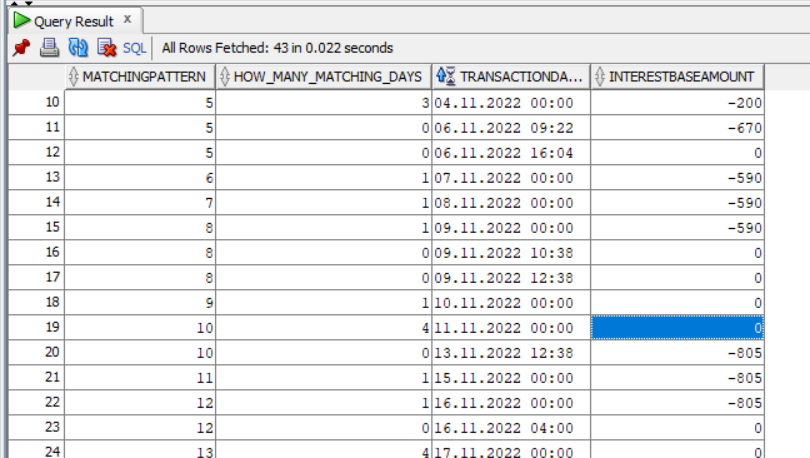 Query Result x
SQL All Rows Fetched: 43 in 0.022 seconds
MATCHINGPATTERN HOW_MANY_MATCHING_DAYS TRANSACTIONDA... INTERESTBASEAMOUNT
10 5 3 04.11.2022 00:00 -200
11 5 0 06.11.2022 09:22 -670
12 5 0 06.11.2022 16:04 0
13 6 1 07.11.2022 00:00 -590
14 7 1 08.11.2022 00:00 -590
15 8 1 09.11.2022 00:00 -590
16 8 0 09.11.2022 10:38 0
17 8 0 09.11.2022 12:38 0
18 9 1 10.11.2022 00:00 0
19 10 4 11.11.2022 00:00 0
20 10 0 13.11.2022 12:38 -805
21 11 1 15.11.2022 00:00 -805
22 12 1 16.11.2022 00:00 -805
23 12 0 16.11.2022 04:00 0
24 13 4 17.11.2022 00:00 0